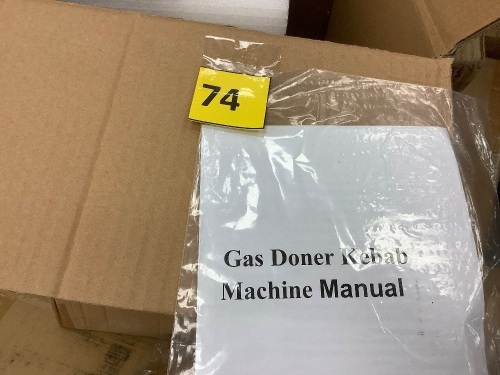 74
Gas Doner Kebab
Machine Manual